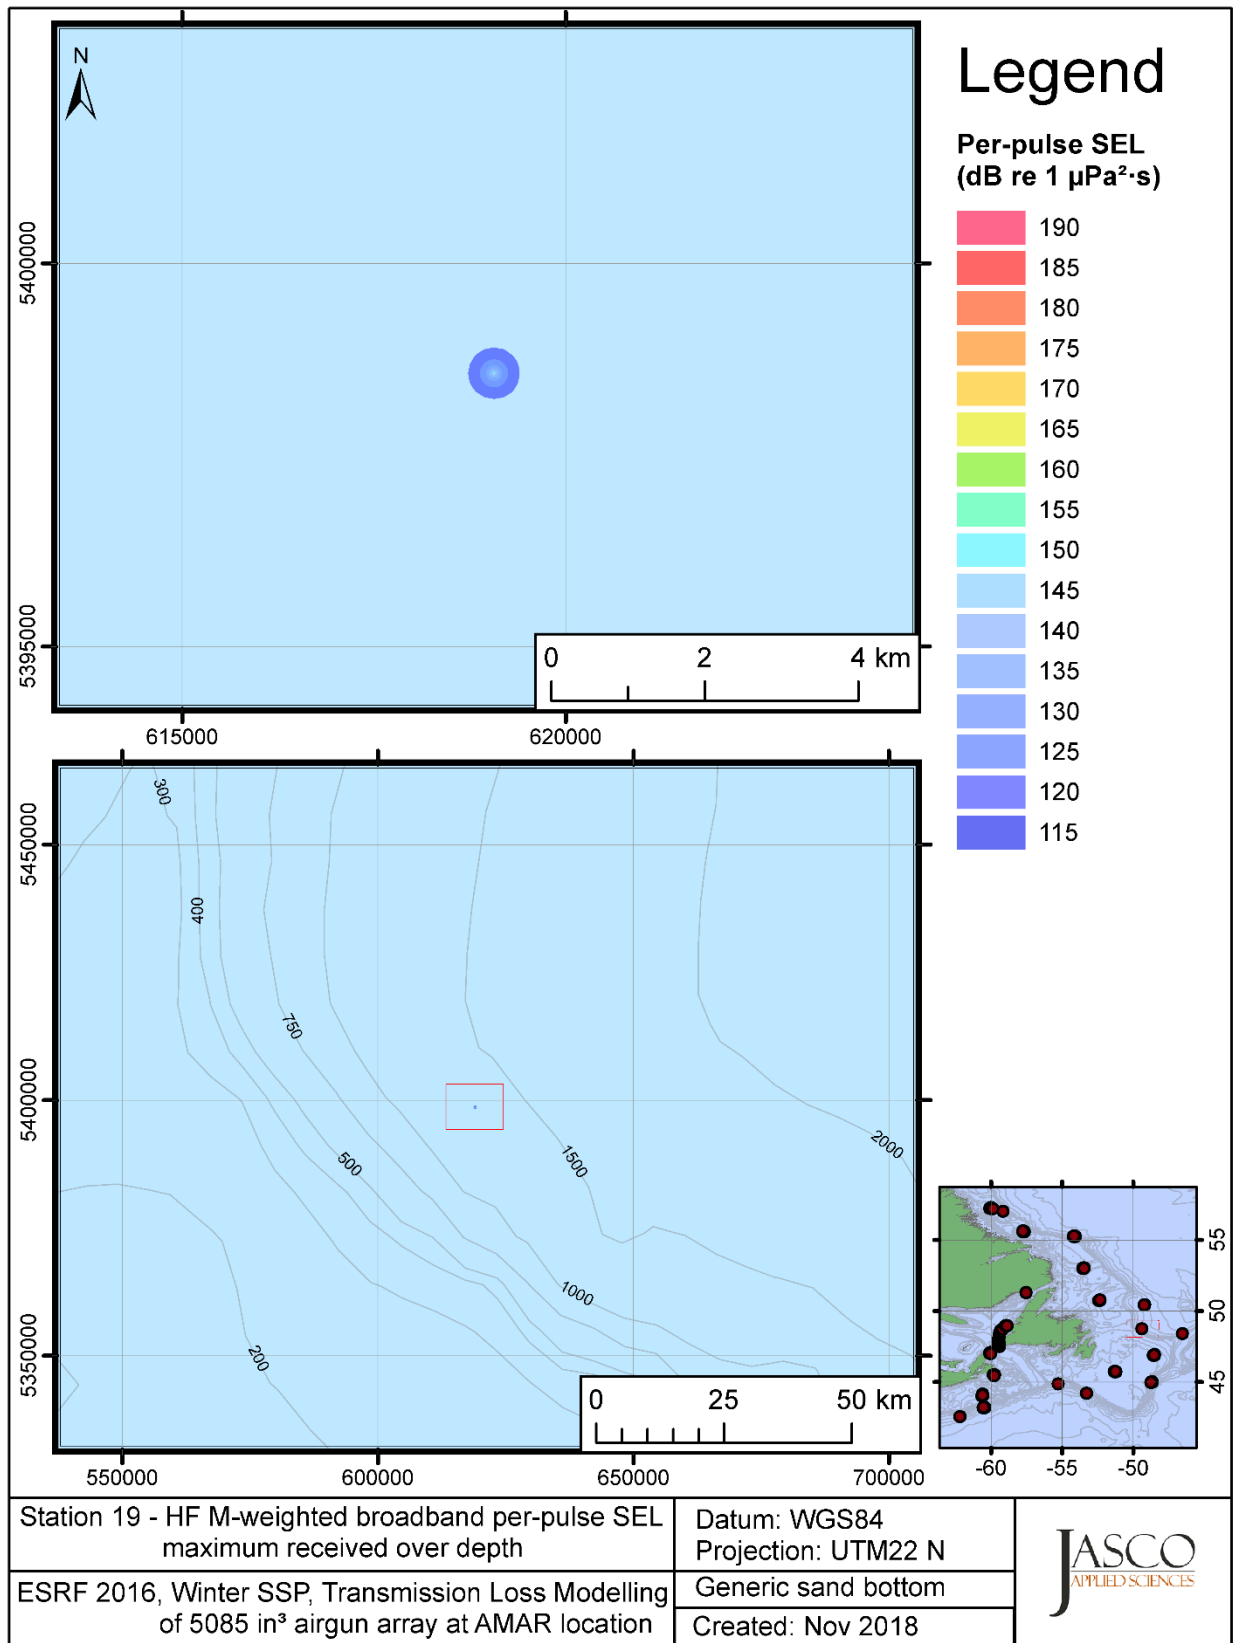 N
5400000
5395000
615000
620000
0
2
4 km
Legend
Per-pulse SEL
(dB re 1 µPa²·s)
190
185
180
175
170
165
160
155
150
145
140
135
130
125
120
115
5450000
5400000
5350000
550000
600000
650000
700000
300
400
750
500
1500
2000
1000
200
0
25
50 km
55
50
45
-60
-55
-50
Station 19 - HF M-weighted broadband per-pulse SEL
maximum received over depth
ESRF 2016, Winter SSP, Transmission Loss Modelling
of 5085 in³ airgun array at AMAR location
Datum: WGS84
Projection: UTM22 N
Generic sand bottom
Created: Nov 2018
JASCO
APPLIED SCIENCES